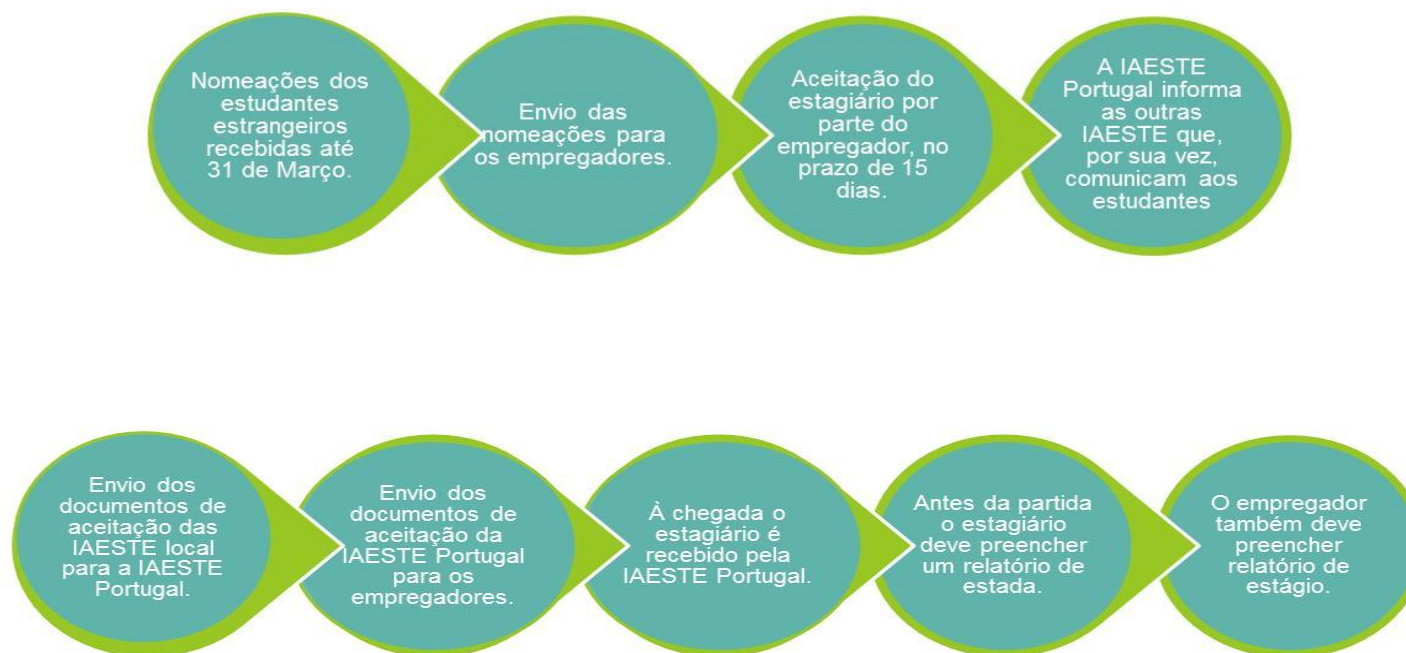 Nomeações dos
estudantes
estrangeiros
recebidas até
31 de Março.
Envio das
nomeações para
os empregadores.
Aceitação do
estagiário por
parte do
empregador, no
prazo de 15
dias.
A IAESTE
Portugal informa
as outras
IAESTE que,
por sua vez,
comunicam aos
estudantes
Envio dos
documentos de
aceitação das
IAESTE local
para a IAESTE
Portugal.
Envio dos
documentos de
aceitação da
IAESTE Portugal
para os
empregadores.
À chegada o
estagiário é
recebido pela
IAESTE Portugal.
Antes da partida
o estagiário
deve preencher
um relatório de
estada.
O empregador
também deve
preencher
relatório de
estágio.